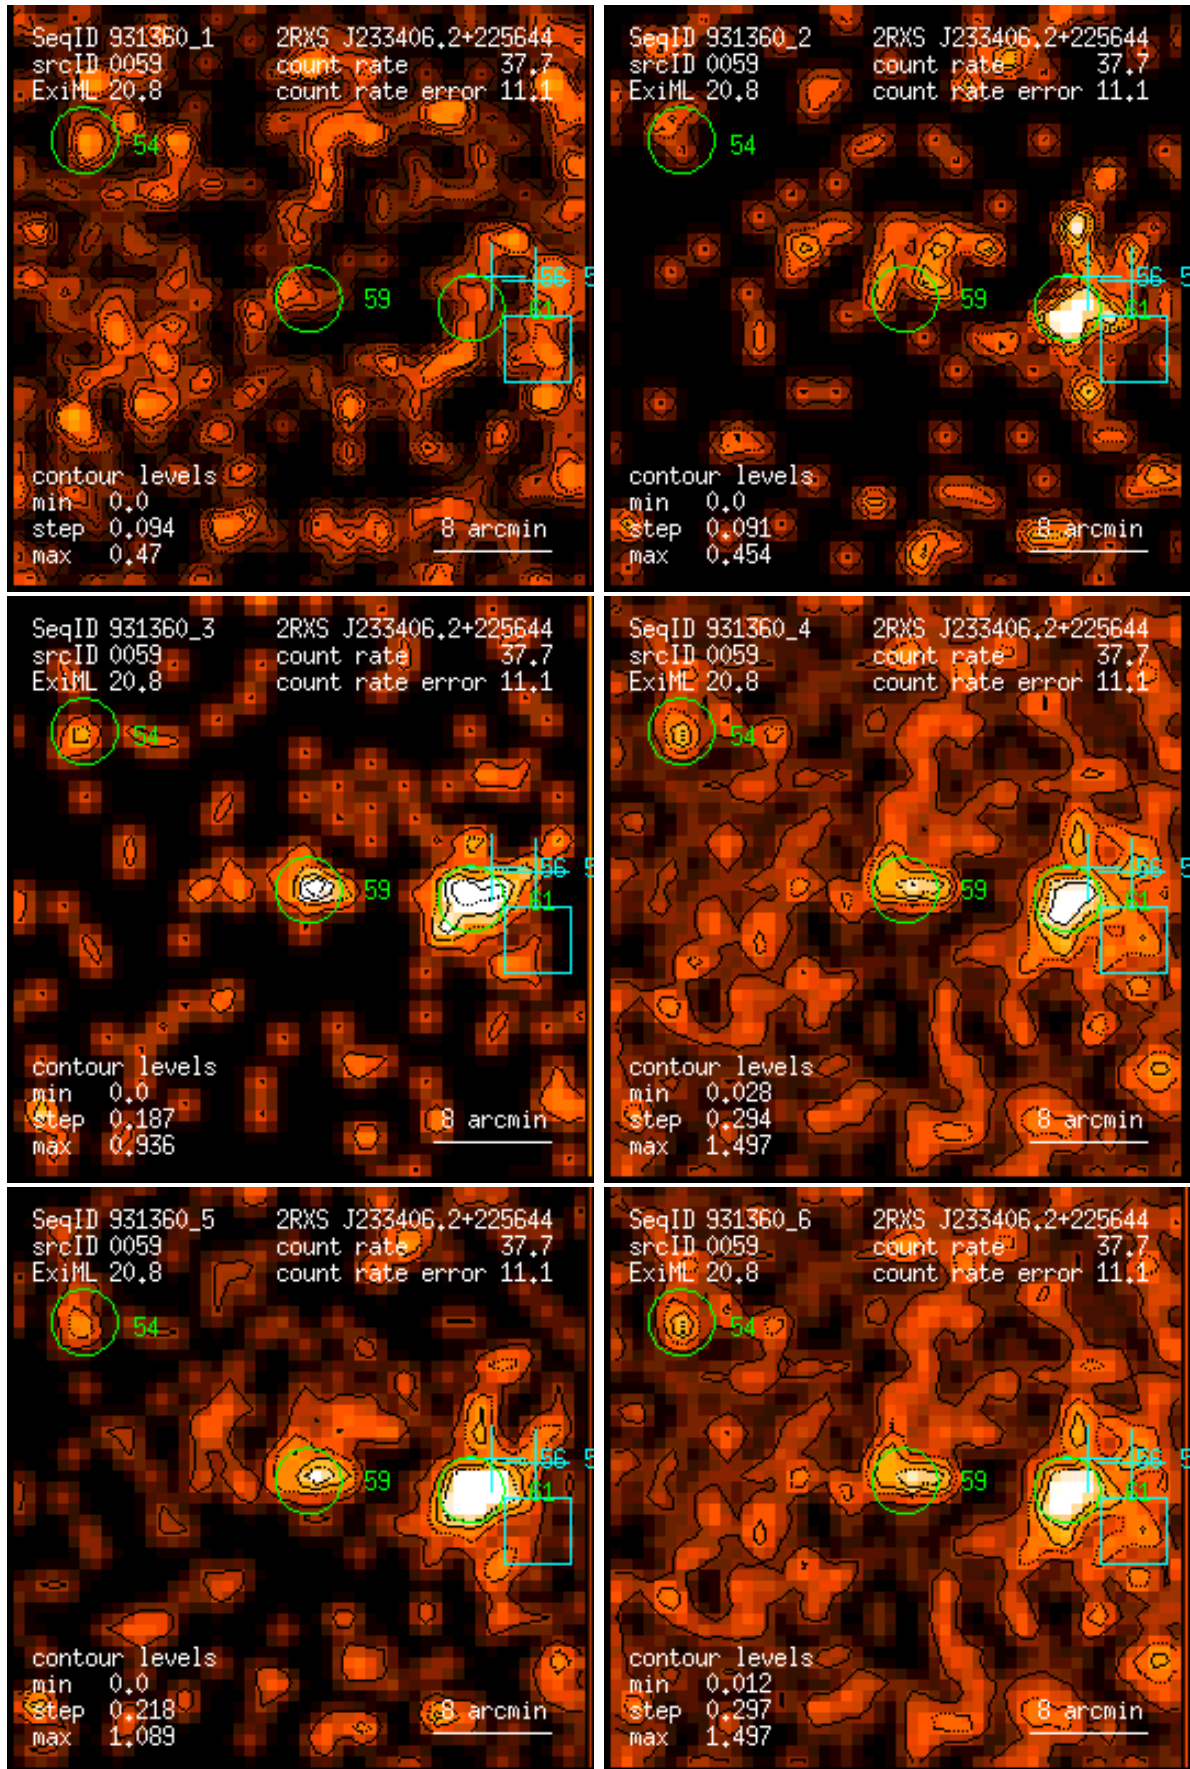 SeqID 931360_1 2RXS J233406.2+225644
srcID 0059 count rate 37.7
ExiML 20.8 count rate error 11.1
54
56 5
59
61
contour levels
min 0.0
step 0.094
max 0.47
8 arcmin
SeqID 931360_2 2RXS J233406.2+225644
srcID 0059 count rate 37.7
ExiML 20.8 count rate error 11.1
54
56 5
59
61
contour levels
min 0.0
step 0.091
max 0.454
8 arcmin
SeqID 931360_3 2RXS J233406.2+225644
srcID 0059 count rate 37.7
ExiML 20.8 count rate error 11.1
54
56 5
59
61
contour levels
min 0.0
step 0.187
max 0.936
8 arcmin
SeqID 931360_4 2RXS J233406.2+225644
srcID 0059 count rate 37.7
ExiML 20.8 count rate error 11.1
54
56
59
61
contour levels
min 0.028
step 0.294
max 1.497
8 arcmin
SeqID 931360_5 2RXS J233406.2+225644
srcID 0059 count rate 37.7
ExiML 20.8 count rate error 11.1
54
56 5
59
61
contour levels
min 0.0
step 0.218
max 1.089
8 arcmin
SeqID 931360_6 2RXS J233406.2+225644
srcID 0059 count rate 37.7
ExiML 20.8 count rate error 11.1
54
56 5
59
61
contour levels
min 0.012
step 0.297
max 1.497
8 arcmin